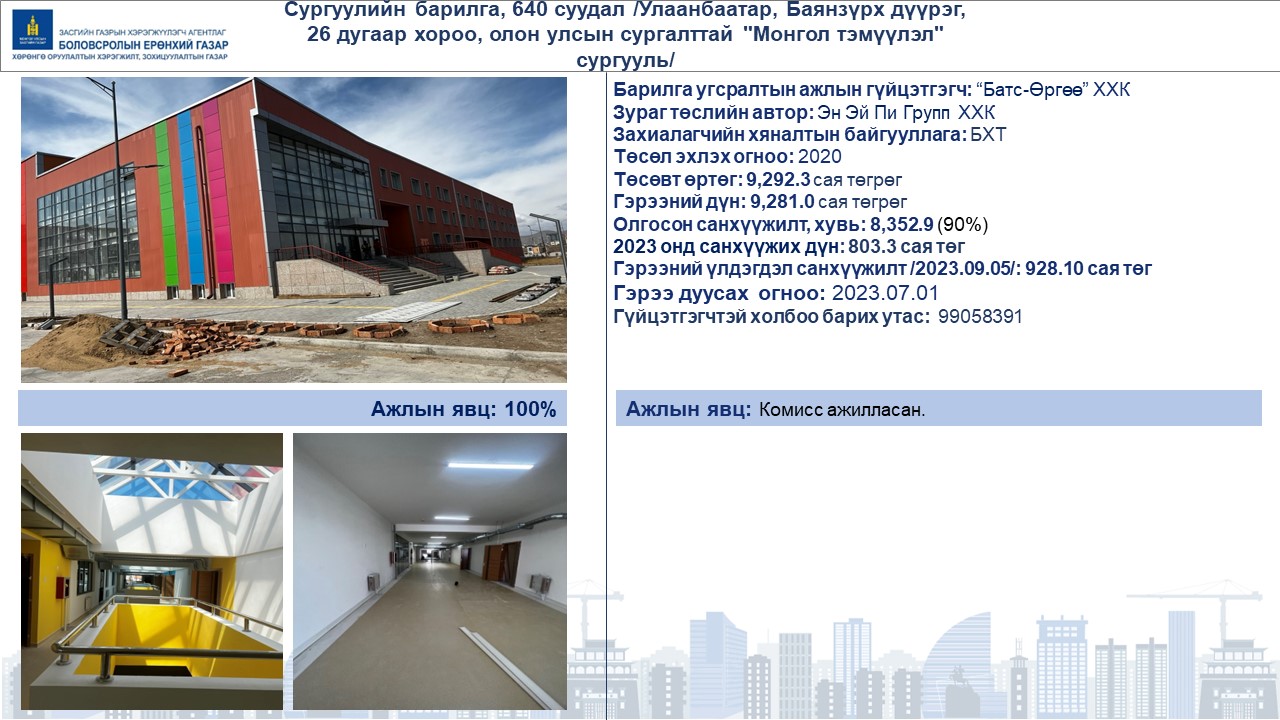 ЗАСГИЙН ГАЗРЫН ХЭРЭГЖҮҮЛЭГЧ АГЕНТЛАГ
БОЛОВСРОЛЫН ЕРӨНХИЙ ГАЗАР
ХӨРӨНГӨ ОРУУЛАЛТЫН ХЭРЭГЖИЛТ, ЗОХИЦУУЛАЛТЫН ГАЗАР
Сургуулийн барилга, 640 суудал /Улаанбаатар, Баянзүрх дүүрэг,
26 дугаар хороо, олон улсын сургалттай "Монгол тэмүүлэл"
сургууль/
Барилга угсралтын ажлын гүйцэтгэгч: “Батс-Өргөө” ХХК
Зураг төслийн автор: Эн Эй Пи Групп ХХК
Захиалагчийн хяналтын байгууллага: БХТ
Төсөл эхлэх огноо: 2020
Төсөвт өртөг: 9,292.3 сая төгрөг
Гэрээний дүн: 9,281.0 сая төгрөг
Олгосон санхүүжилт, хувь: 8,352.9 (90%)
2023 онд санхүүжих дүн: 803.3 сая төг
Гэрээний үлдэгдэл санхүүжилт /2023.09.05/: 928.10 сая төг
Гэрээ дуусах огноо: 2023.07.01
Гүйцэтгэгчтэй холбоо барих утас: 99058391
Ажлын явц: 100%
Ажлын явц: Комисс ажилласан.